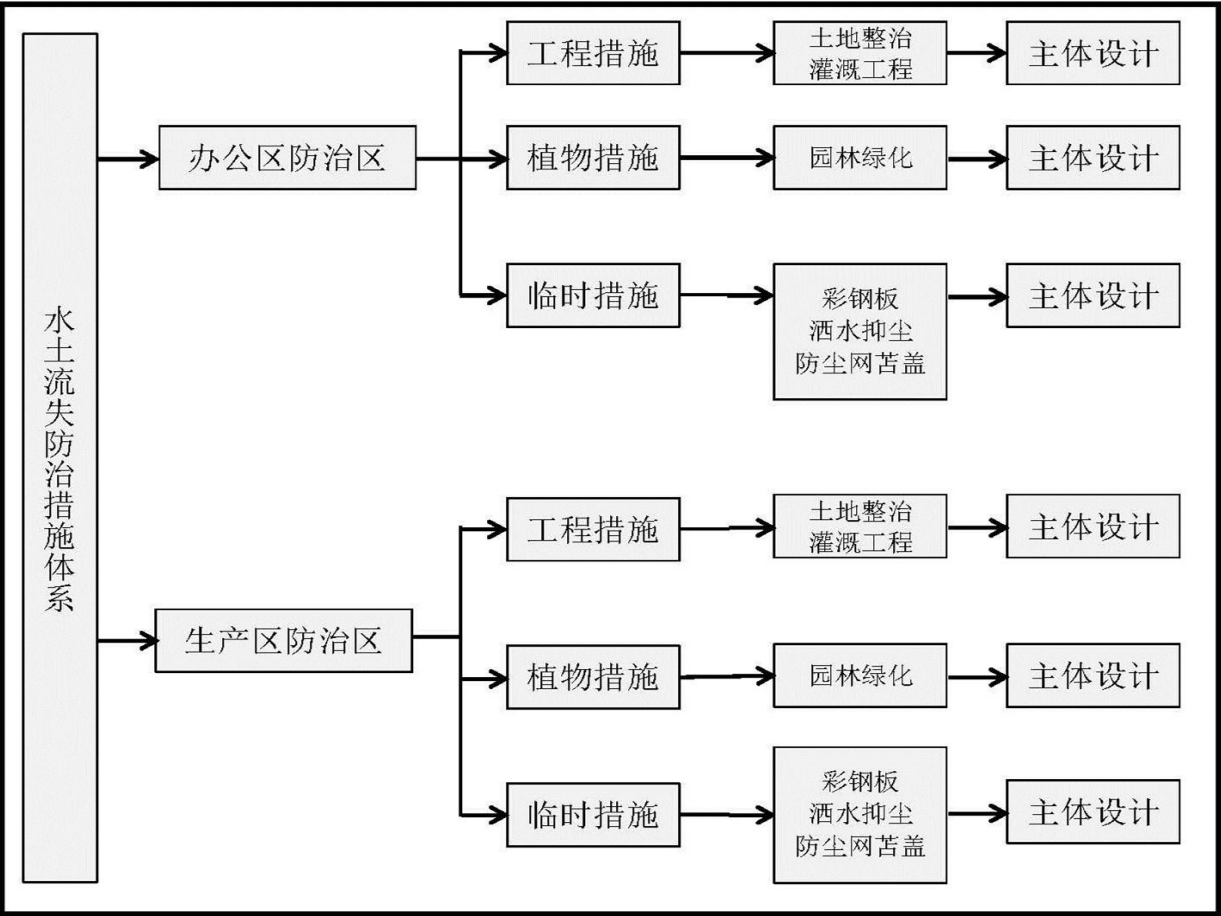 水土流失防治措施体系
办公区防治区
工程措施
土地整治
灌溉工程
主体设计
植物措施
园林绿化
主体设计
临时措施
彩钢板
洒水抑尘
防尘网苫盖
主体设计
生产区防治区
工程措施
土地整治
灌溉工程
主体设计
植物措施
园林绿化
主体设计
临时措施
彩钢板
洒水抑尘
防尘网苫盖
主体设计